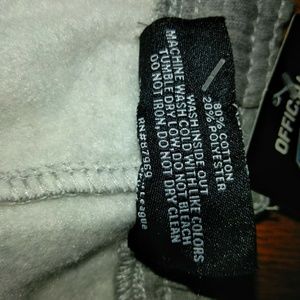 80% COTTON
20% POLYESTER
WASH INSIDE OUT
MACHINE WASH COLD WITH LIKE COLORS
TUMBLE DRY LOW, DO NOT BLEACH
DO NOT IRON, DO NOT DRY CLEAN
RN#87969
League
OFFICI